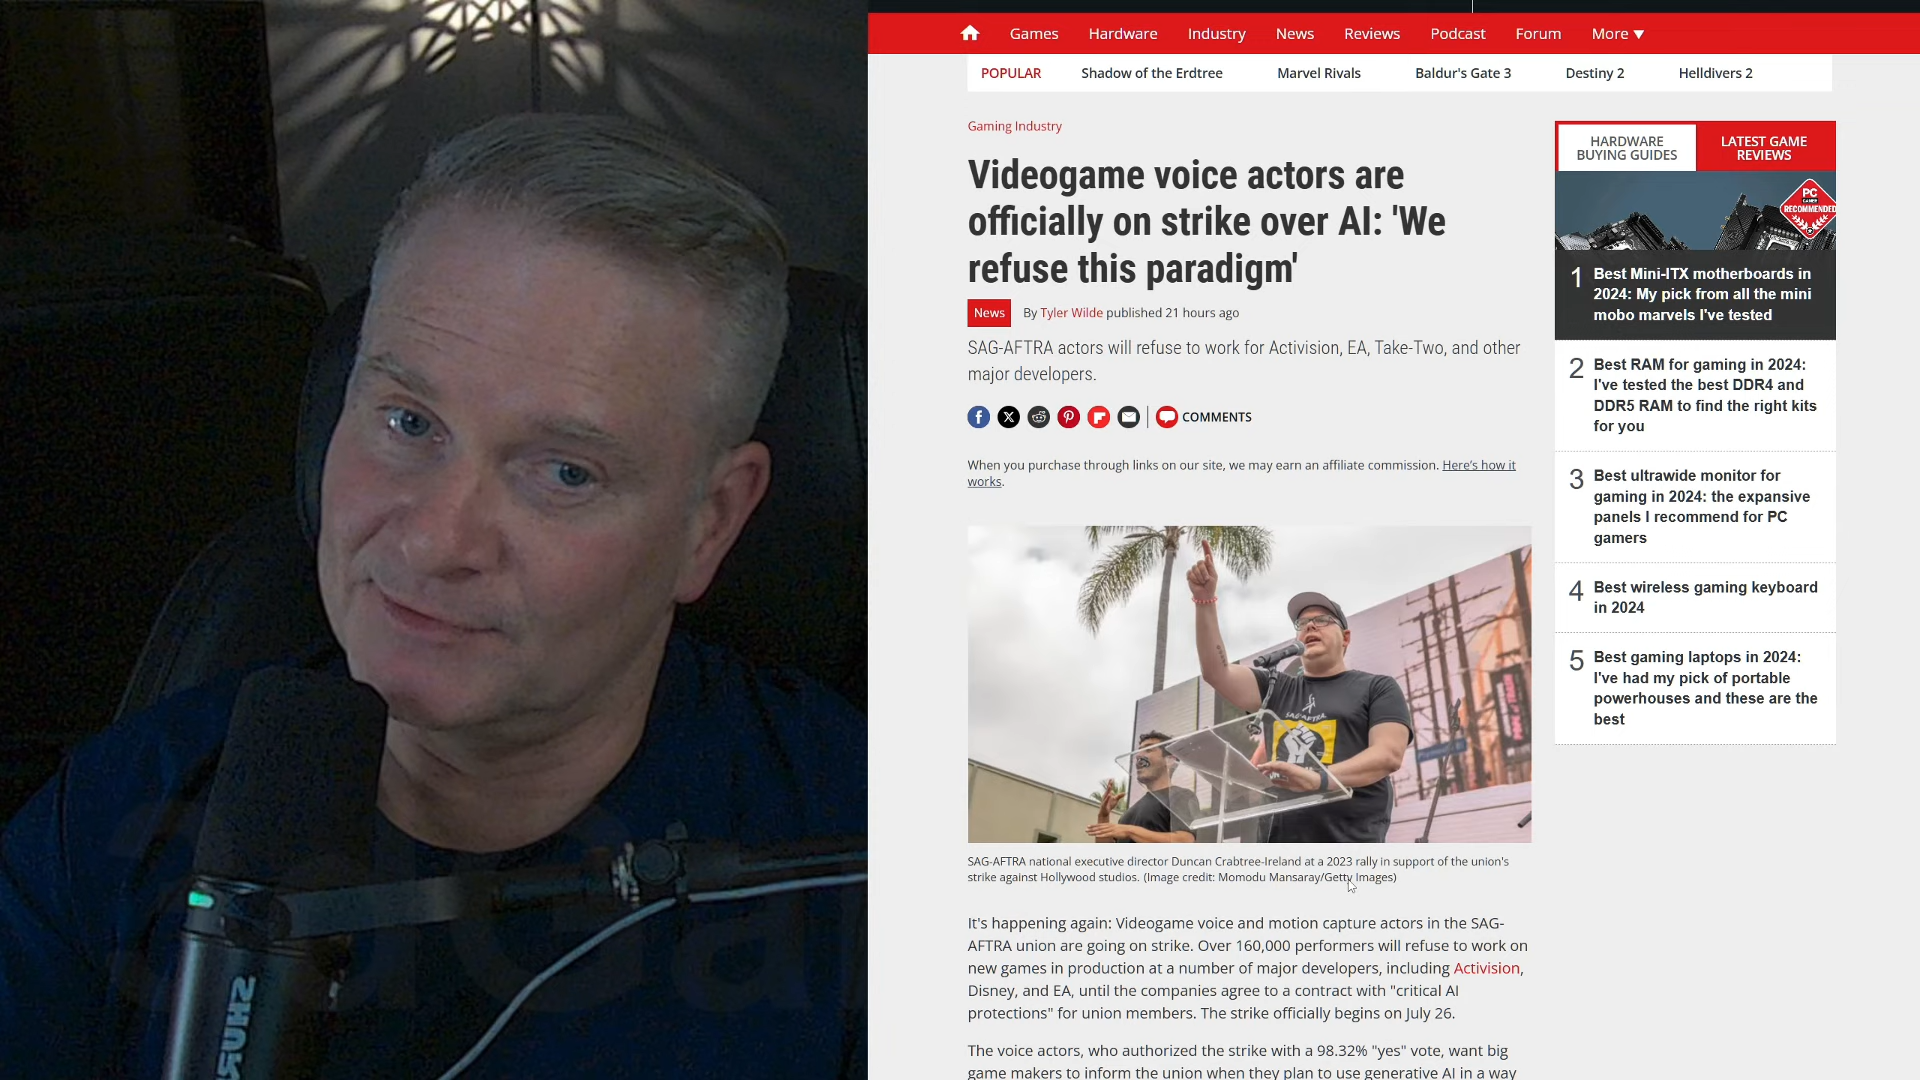 Games Hardware Industry News Reviews Podcast Forum More ▼
POPULAR Shadow of the Erdtree Marvel Rivals Baldur's Gate 3 Destiny 2 Helldivers 2
Gaming Industry
Videogame voice actors are
officially on strike over AI: 'We
refuse this paradigm'
News By Tyler Wilde published 21 hours ago
SAG-AFTRA actors will refuse to work for Activision, EA, Take-Two, and other
major developers.
COMMENTS
When you purchase through links on our site, we may earn an affiliate commission. Here's how it
works.
SAG-AFTRA
SAG-AFTRA national executive director Duncan Crabtree-Ireland at a 2023 rally in support of the union's
strike against Hollywood studios. (Image credit: Momodu Mansaray/Getty Images)
It's happening again: Videogame voice and motion capture actors in the SAG-
AFTRA union are going on strike. Over 160,000 performers will refuse to work on
new games in production at a number of major developers, including Activision,
Disney, and EA, until the companies agree to a contract with "critical AI
protections" for union members. The strike officially begins on July 26.
The voice actors, who authorized the strike with a 98.32% "yes" vote, want big
game makers to inform the union when they plan to use generative AI in a way
HARDWARE
BUYING GUIDES
LATEST GAME
REVIEWS
PC
GAMER
RECOMMENDED
1 Best Mini-ITX motherboards in
2024: My pick from all the mini
mobo marvels I've tested
2 Best RAM for gaming in 2024:
I've tested the best DDR4 and
DDR5 RAM to find the right kits
for you
3 Best ultrawide monitor for
gaming in 2024: the expansive
panels I recommend for PC
gamers
4 Best wireless gaming keyboard
in 2024
5 Best gaming laptops in 2024:
I've had my pick of portable
powerhouses and these are the
best